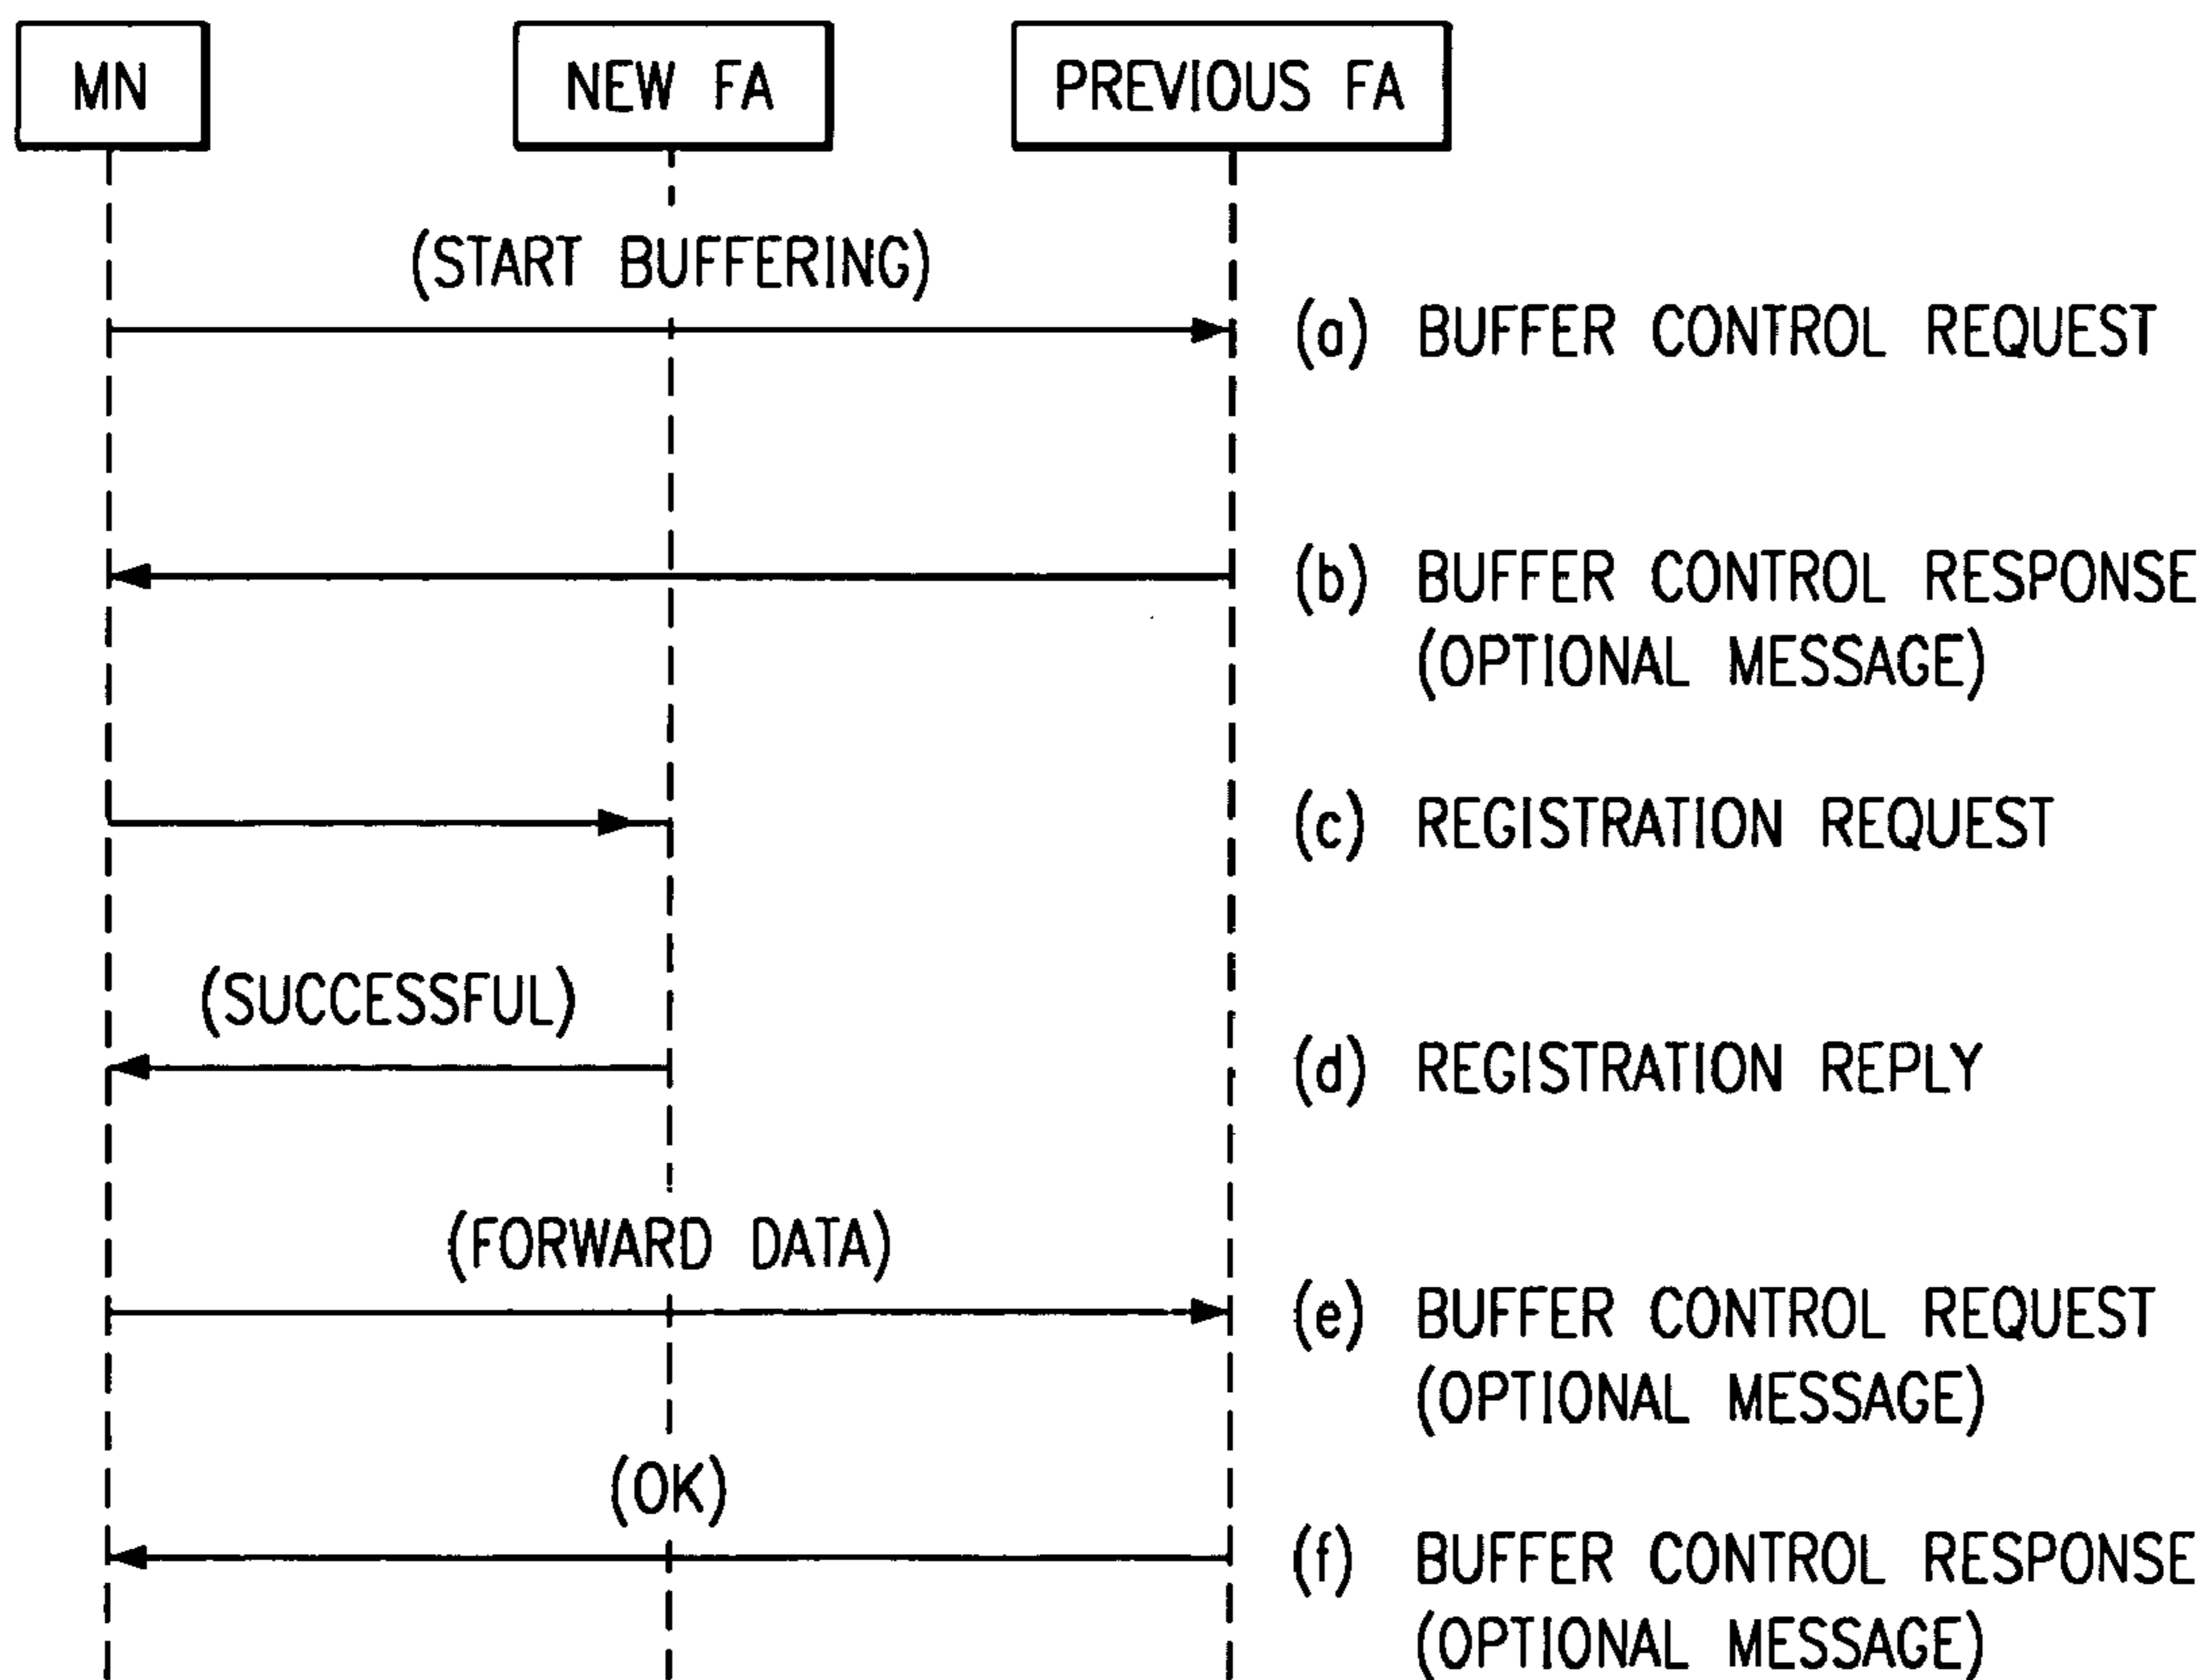 MN
NEW FA
PREVIOUS FA
(START BUFFERING)
(a) BUFFER CONTROL REQUEST
(b) BUFFER CONTROL RESPONSE
(OPTIONAL MESSAGE)
(c) REGISTRATION REQUEST
(SUCCESSFUL)
(d) REGISTRATION REPLY
(FORWARD DATA)
(e) BUFFER CONTROL REQUEST
(OPTIONAL MESSAGE)
(OK)
(f) BUFFER CONTROL RESPONSE
(OPTIONAL MESSAGE)